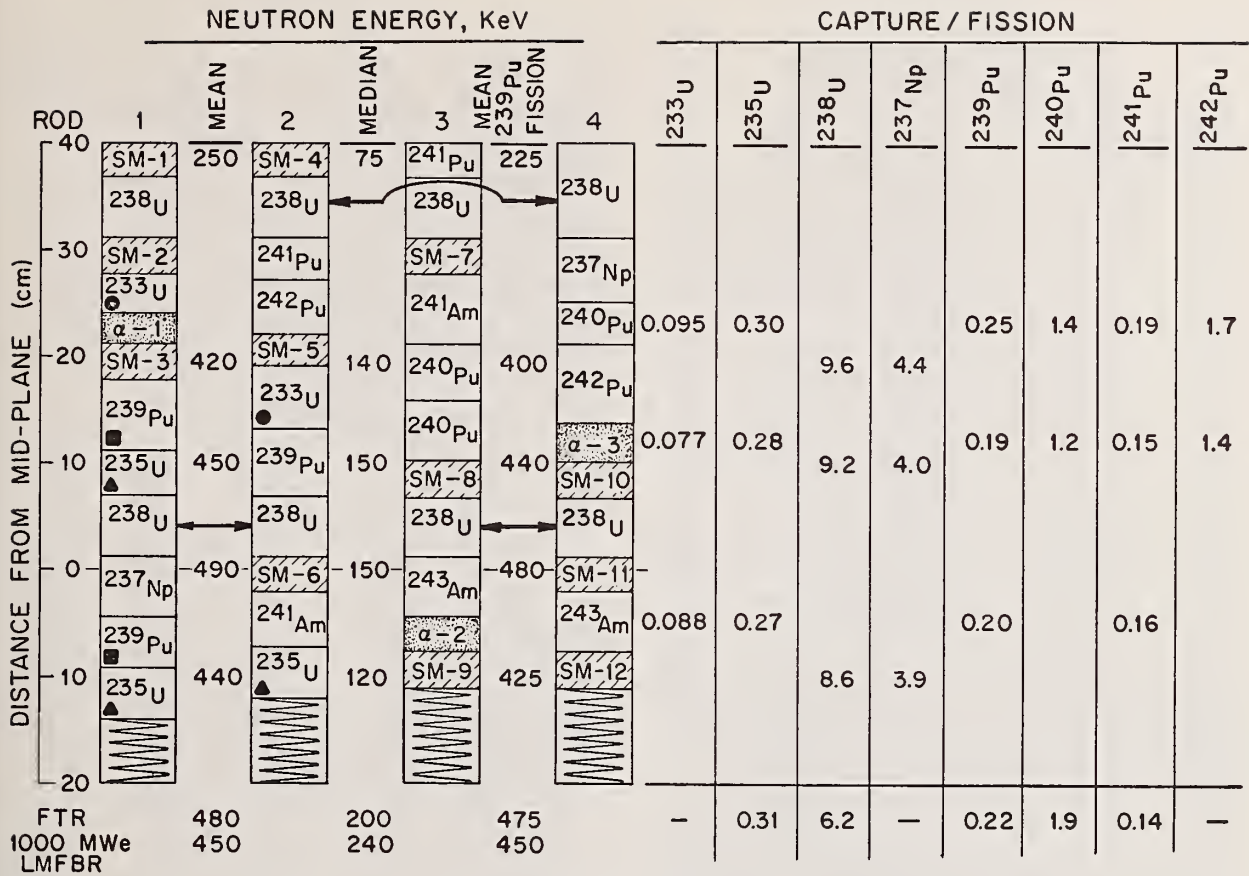 NEUTRON ENERGY, KeV
CAPTURE / FISSION
ROD 1 MEAN 2 MEDIAN 3 MEAN 239Pu FISSION 4
233U 235U 238U 237Np 239Pu 240Pu 241Pu 242Pu
DISTANCE FROM MID-PLANE (cm)
40
30
20
10
0
10
20
SM-1
238U
SM-2
233U
α-1
SM-3
239Pu
235U
238U
237Np
239Pu
235U
250
420
450
490
440
SM-4
238U
241Pu
242Pu
SM-5
233U
239Pu
238U
SM-6
241Am
235U
75
140
150
150
120
241Pu
238U
SM-7
241Am
240Pu
240Pu
SM-8
238U
243Am
α-2
SM-9
225
400
440
480
425
238U
237Np
240Pu
242Pu
α-3
SM-10
238U
SM-11
243Am
SM-12
0.095 0.30 0.25 1.4 0.19 1.7
9.6 4.4
0.077 0.28 0.19 1.2 0.15 1.4
9.2 4.0
0.088 0.27 0.20 0.16
8.6 3.9
FTR 480 200 475 – 0.31 6.2 — 0.22 1.9 0.14 —
1000 MWe 450 240 450
LMFBR